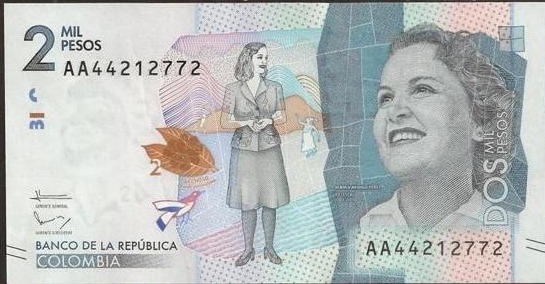 2 MIL
PESOS
AA44212772
2
GERENTE GENERAL
GERENTE EJECUTIVO
BANCO DE LA REPÚBLICA
COLOMBIA
DOS MIL
PESOS
AA44212772